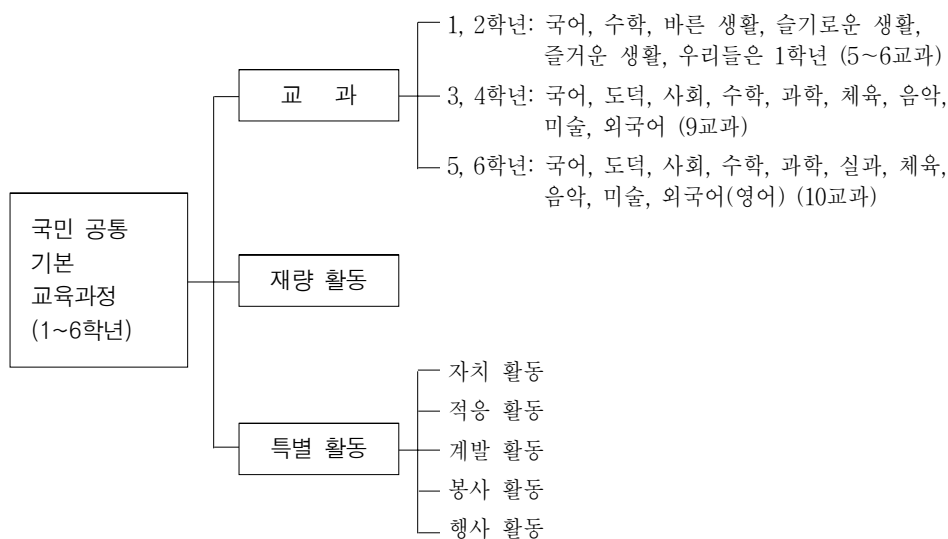 1, 2학년: 국어, 수학, 바른 생활, 슬기로운 생활,
즐거운 생활, 우리들은 1학년 (5~6교과)
교 과
3, 4학년: 국어, 도덕, 사회, 수학, 과학, 체육, 음악,
미술, 외국어 (9교과)
5, 6학년: 국어, 도덕, 사회, 수학, 과학, 실과, 체육,
음악, 미술, 외국어(영어) (10교과)
국민 공통
기본
교육과정
(1~6학년)
재량 활동
특별 활동
자치 활동
적응 활동
계발 활동
봉사 활동
행사 활동